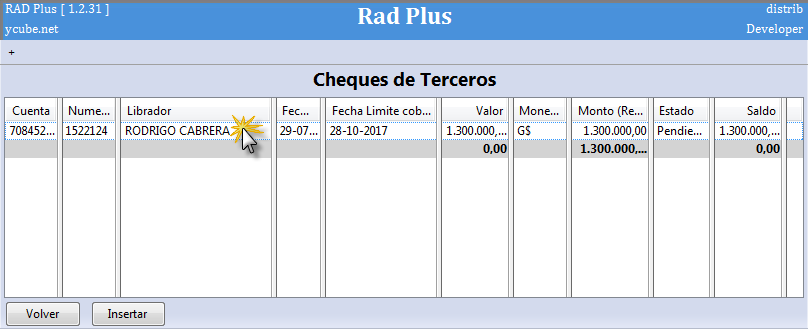 RAD Plus [ 1.2.31 ] Rad Plus distrib
ycube.net Developer
+
Cheques de Terceros
Cuenta Nume... Librador Fec... Fecha Limite cob... Valor Mone... Monto (Re... Estado Saldo
708452... 1522124 RODRIGO CABRERA 29-07... 28-10-2017 1.300.000,... G$ 1.300.000,00 Pendie... 1.300.000,...
0,00 1.300.000,... 0,00
Volver Insertar